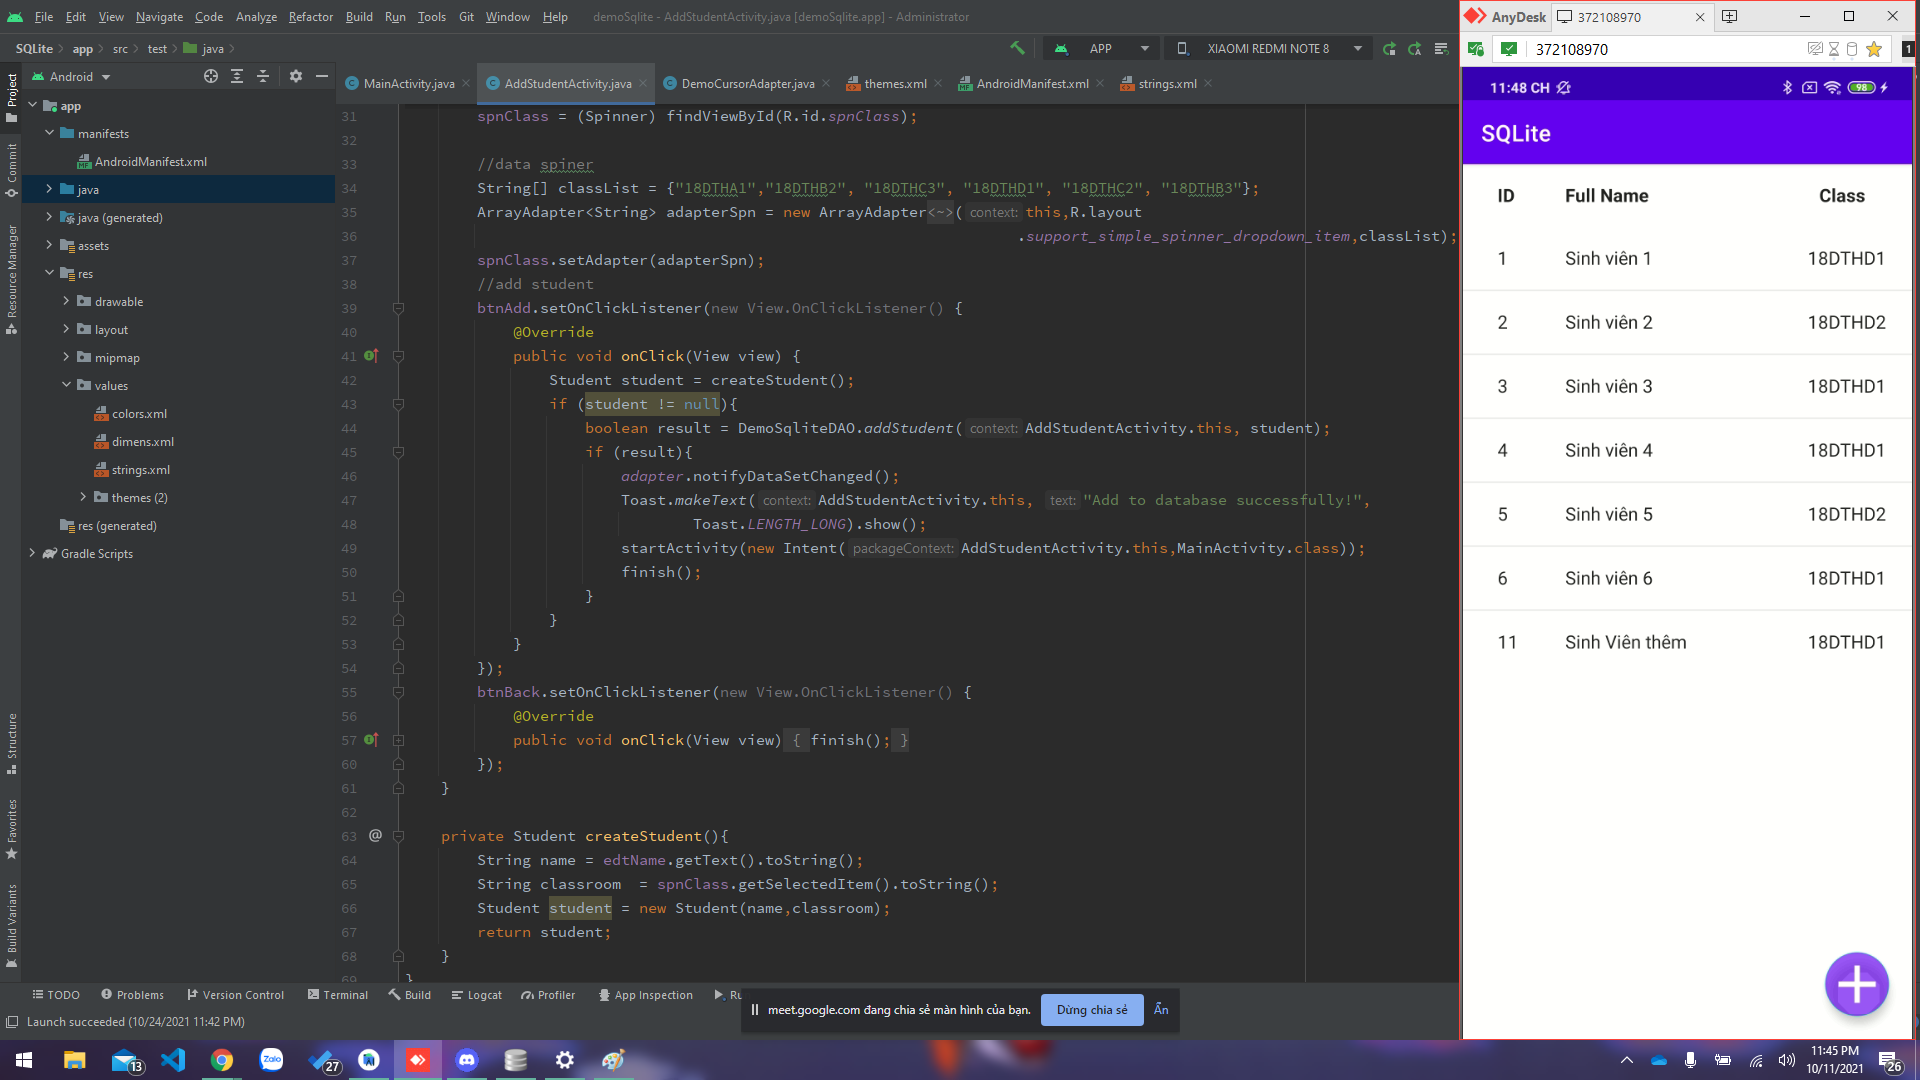 File Edit View Navigate Code Analyze Refactor Build Run Tools Git Window Help demoSqlite - AddStudentActivity.java [demoSqlite.app] - Administrator
SQLite app src test java
APP XIAOMI REDMI NOTE 8
Android
MainActivity.java AddStudentActivity.java DemoCursorAdapter.java themes.xml AndroidManifest.xml strings.xml
Project
Commit
Resource Manager
Structure
Favorites
Build Variants
app
manifests
AndroidManifest.xml
java
java (generated)
assets
res
drawable
layout
mipmap
values
colors.xml
dimens.xml
strings.xml
themes (2)
res (generated)
Gradle Scripts
31 spnClass = (Spinner) findViewById(R.id.spnClass);
32
33 //data spiner
34 String[] classList = {"18DTHA1","18DTHB2", "18DTHC3", "18DTHD1", "18DTHC2", "18DTHB3"};
35 ArrayAdapter<String> adapterSpn = new ArrayAdapter<~>( context: this,R.layout
36 .support_simple_spinner_dropdown_item,classList);
37 spnClass.setAdapter(adapterSpn);
38 //add student
39 btnAdd.setOnClickListener(new View.OnClickListener() {
40 @Override
41 public void onClick(View view) {
42 Student student = createStudent();
43 if (student != null){
44 boolean result = DemoSqliteDAO.addStudent( context: AddStudentActivity.this, student);
45 if (result){
46 adapter.notifyDataSetChanged();
47 Toast.makeText( context: AddStudentActivity.this, text: "Add to database successfully!",
48 Toast.LENGTH_LONG).show();
49 startActivity(new Intent( packageContext: AddStudentActivity.this,MainActivity.class));
50 finish();
51 }
52 }
53 }
54 });
55 btnBack.setOnClickListener(new View.OnClickListener() {
56 @Override
57 public void onClick(View view) { finish(); }
60 });
61 }
62
63 @ private Student createStudent(){
64 String name = edtName.getText().toString();
65 String classroom = spnClass.getSelectedItem().toString();
66 Student student = new Student(name,classroom);
67 return student;
68 }
69 }
TODO Problems Version Control Terminal Build Logcat Profiler App Inspection Ru
Launch succeeded (10/24/2021 11:42 PM)
meet.google.com đang chia sẻ màn hình của bạn. Dừng chia sẻ Ẩn
AnyDesk 372108970
372108970 1
11:48 CH 98
SQLite
ID Full Name Class
1 Sinh viên 1 18DTHD1
2 Sinh viên 2 18DTHD2
3 Sinh viên 3 18DTHD1
4 Sinh viên 4 18DTHD1
5 Sinh viên 5 18DTHD2
6 Sinh viên 6 18DTHD1
11 Sinh Viên thêm 18DTHD1
13 Zalo 27 11:45 PM
10/11/2021 26